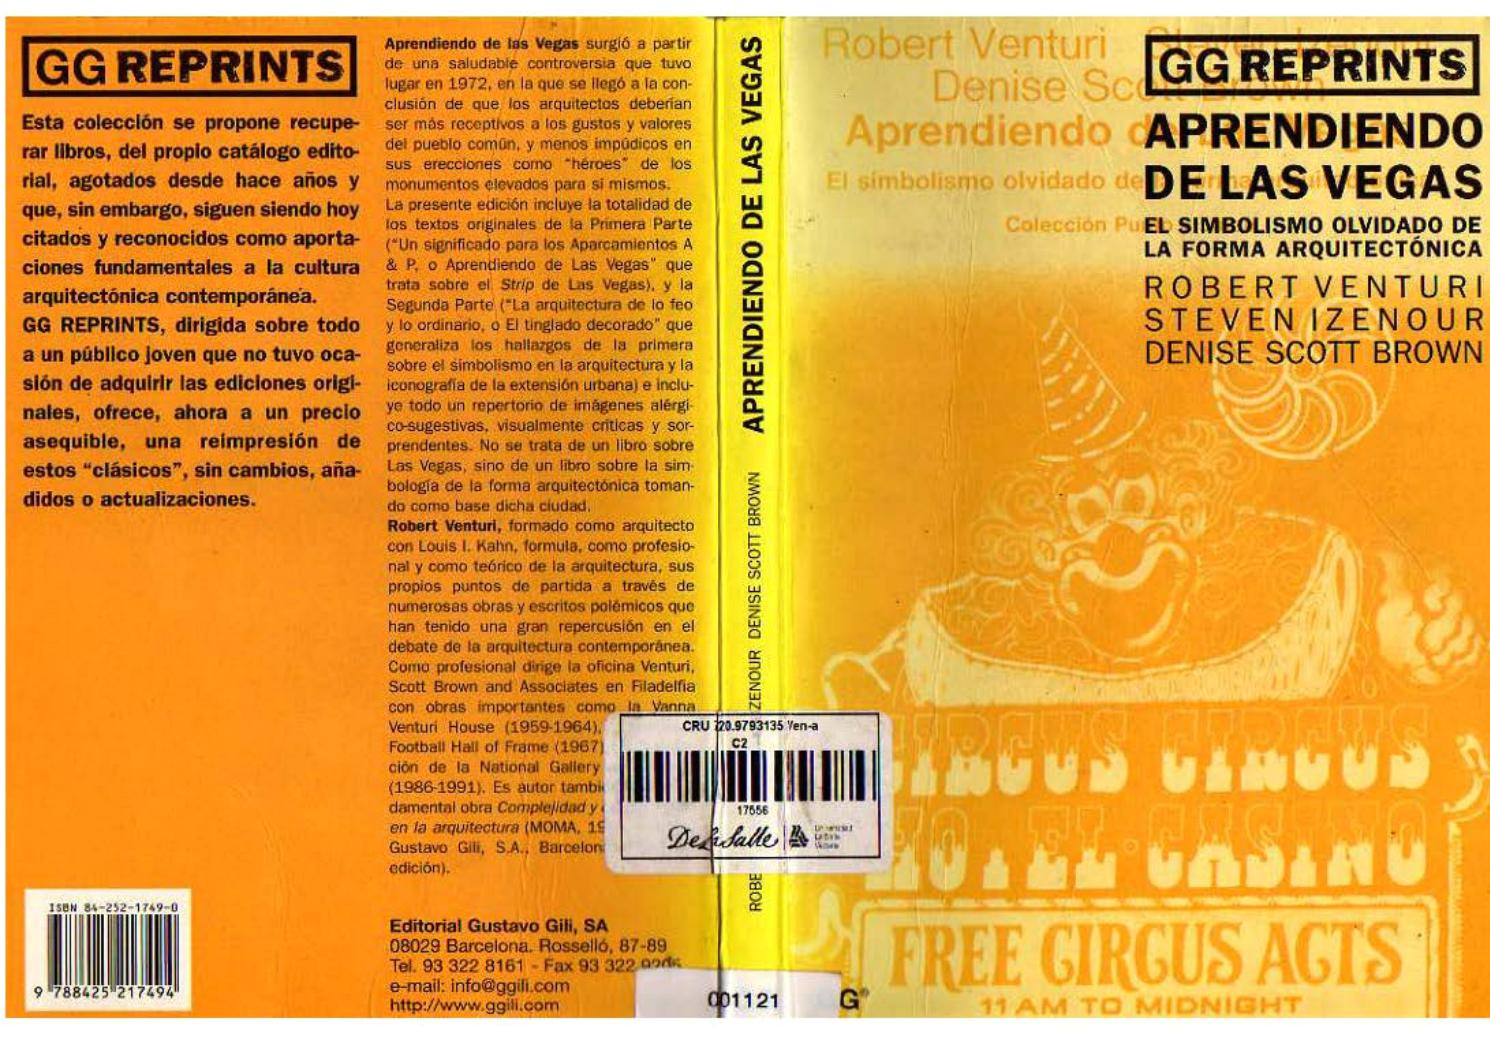 GG REPRINTS
Esta colección se propone recupe-
rar libros, del propio catálogo edito-
rial, agotados desde hace años y
que, sin embargo, siguen siendo hoy
citados y reconocidos como aporta-
ciones fundamentales a la cultura
arquitectónica contemporánea.
GG REPRINTS, dirigida sobre todo
a un público joven que no tuvo oca-
sión de adquirir las ediciones origi-
nales, ofrece, ahora a un precio
asequible, una reimpresión de
estos “clásicos”, sin cambios, aña-
didos o actualizaciones.
ISBN 84-252-1749-0
9 788425 217494
Aprendiendo de las Vegas surgió a partir
de una saludable controversia que tuvo
lugar en 1972, en la que se llegó a la con-
clusión de que los arquitectos deberían
ser más receptivos a los gustos y valores
del pueblo común, y menos impúdicos en
sus erecciones como “héroes” de los
monumentos elevados para sí mismos.
La presente edición incluye la totalidad de
los textos originales de la Primera Parte
(“Un significado para los Aparcamientos A
& P, o Aprendiendo de Las Vegas” que
trata sobre el Strip de Las Vegas), y la
Segunda Parte (“La arquitectura de lo feo
y lo ordinario, o El tinglado decorado” que
generaliza los hallazgos de la primera
sobre el simbolismo en la arquitectura y la
iconografía de la extensión urbana) e inclu-
ye todo un repertorio de imágenes alérgi-
co-sugestivas, visualmente críticas y sor-
prendentes. No se trata de un libro sobre
Las Vegas, sino de un libro sobre la sim-
bología de la forma arquitectónica toman-
do como base dicha ciudad.
Robert Venturi, formado como arquitecto
con Louis I. Kahn, formula, como profesio-
nal y como teórico de la arquitectura, sus
propios puntos de partida a través de
numerosas obras y escritos polémicos que
han tenido una gran repercusión en el
debate de la arquitectura contemporánea.
Como profesional dirige la oficina Venturi,
Scott Brown and Associates en Filadelfia
con obras importantes como la Vanna
Venturi House (1959-1964),
Football Hall of Frame (1967)
ción de la National Gallery
(1986-1991). Es autor tambi
damental obra Complejidad y
en la arquitectura (MOMA, 19
Gustavo Gili, S.A., Barcelon
edición).
Editorial Gustavo Gili, SA
08029 Barcelona. Rosselló, 87-89
Tel. 93 322 8161 - Fax 93 322 9205
e-mail: info@ggili.com
http://www.ggili.com
APRENDIENDO DE LAS VEGAS
ROBE ZENOUR DENISE SCOTT BROWN
CRU 720.9793135 Ven-a
C2
17556
De La Salle
001121
G®
Robert Venturi
Denise Scott Brown
Aprendiendo
El simbolismo olvidado de
Colección Pu
GG REPRINTS
APRENDIENDO
DE LAS VEGAS
EL SIMBOLISMO OLVIDADO DE
LA FORMA ARQUITECTÓNICA
ROBERT VENTURI
STEVEN IZENOUR
DENISE SCOTT BROWN
CIRCUS CIRCUS
HOTEL·CASINO
FREE CIRCUS ACTS
11 AM TO MIDNIGHT